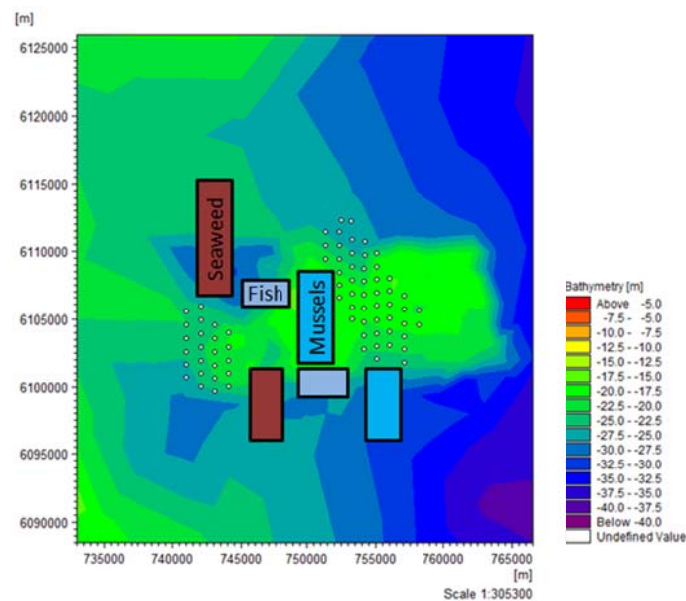 [m]
6125000
6120000
6115000
6110000
6105000
6100000
6095000
6090000
Seaweed
Fish
Mussels
735000 740000 745000 750000 755000 760000 765000
[m]
Scale 1:305300
Bathymetry [m]
Above -5.0
-7.5 - -5.0
-10.0 - -7.5
-12.5 - -10.0
-15.0 - -12.5
-17.5 - -15.0
-20.0 - -17.5
-22.5 - -20.0
-25.0 - -22.5
-27.5 - -25.0
-30.0 - -27.5
-32.5 - -30.0
-35.0 - -32.5
-37.5 - -35.0
-40.0 - -37.5
Below -40.0
Undefined Value